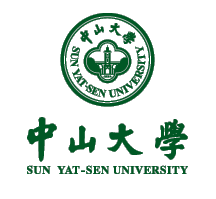 中山大學
SUN YAT-SEN UNIVERSITY
中山大學
SUN YAT-SEN UNIVERSITY